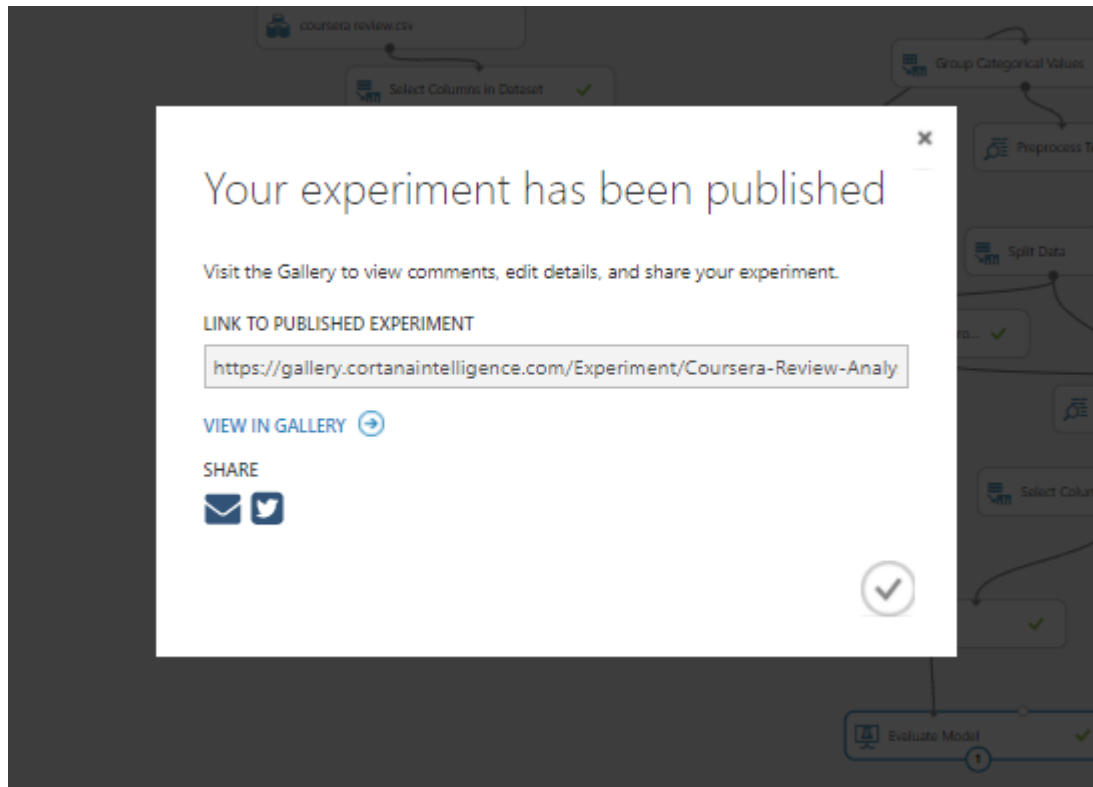 coursera review.csv
Group Categorical Values
Select Columns in Dataset
Preprocess Te
Your experiment has been published
Split Data
Visit the Gallery to view comments, edit details, and share your experiment.
LINK TO PUBLISHED EXPERIMENT
https://gallery.cortanaintelligence.com/Experiment/Coursera-Review-Analy
VIEW IN GALLERY
SHARE
Select Colum
Evaluate Model
1